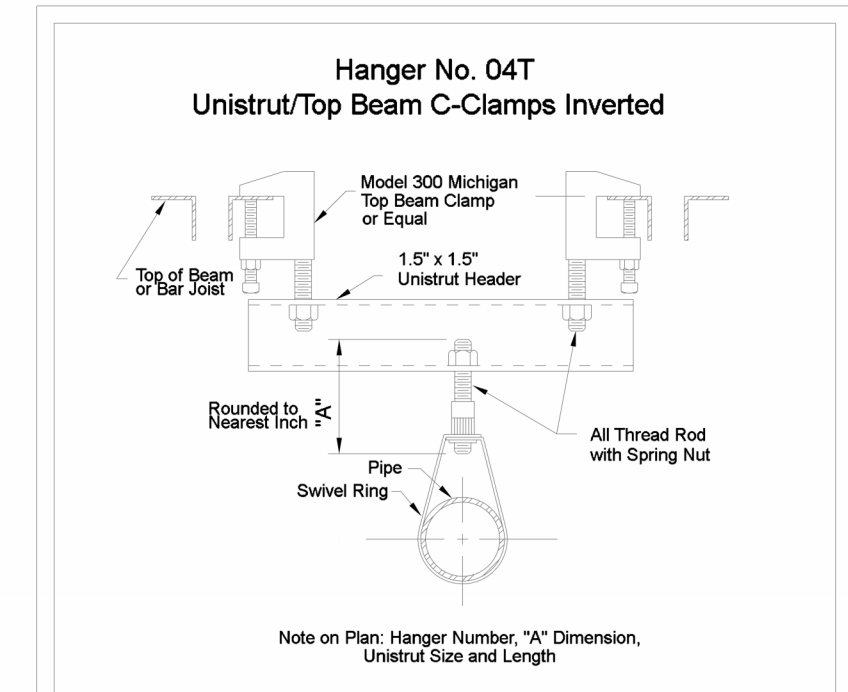 Hanger No. 04T
Unistrut/Top Beam C-Clamps Inverted
Model 300 Michigan
Top Beam Clamp
or Equal
1.5" x 1.5"
Unistrut Header
Top of Beam
or Bar Joist
Rounded to
Nearest Inch
"A"
All Thread Rod
with Spring Nut
Pipe
Swivel Ring
Note on Plan: Hanger Number, "A" Dimension,
Unistrut Size and Length